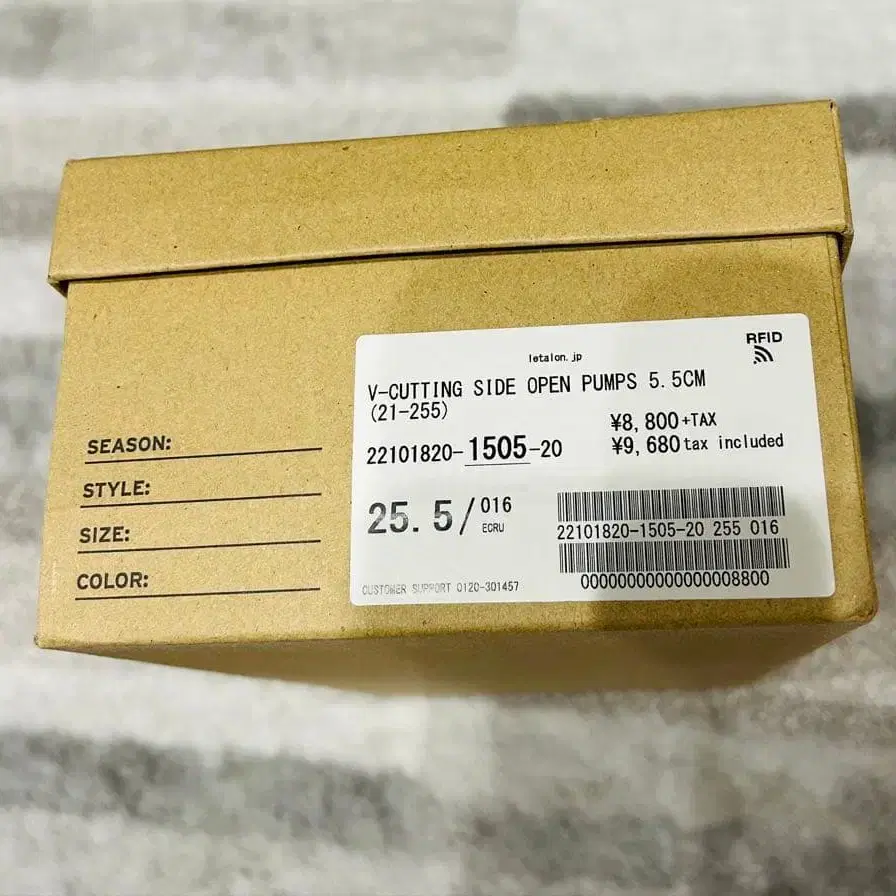 SEASON:
STYLE:
SIZE:
COLOR:
letalon.jp
RFID
V-CUTTING SIDE OPEN PUMPS 5.5CM
(21-255)
¥8,800+TAX
22101820-1505-20
¥9,680 tax included
25.5/016
ECRU
22101820-1505-20 255 016
CUSTOMER SUPPORT 0120-301457
00000000000000008800